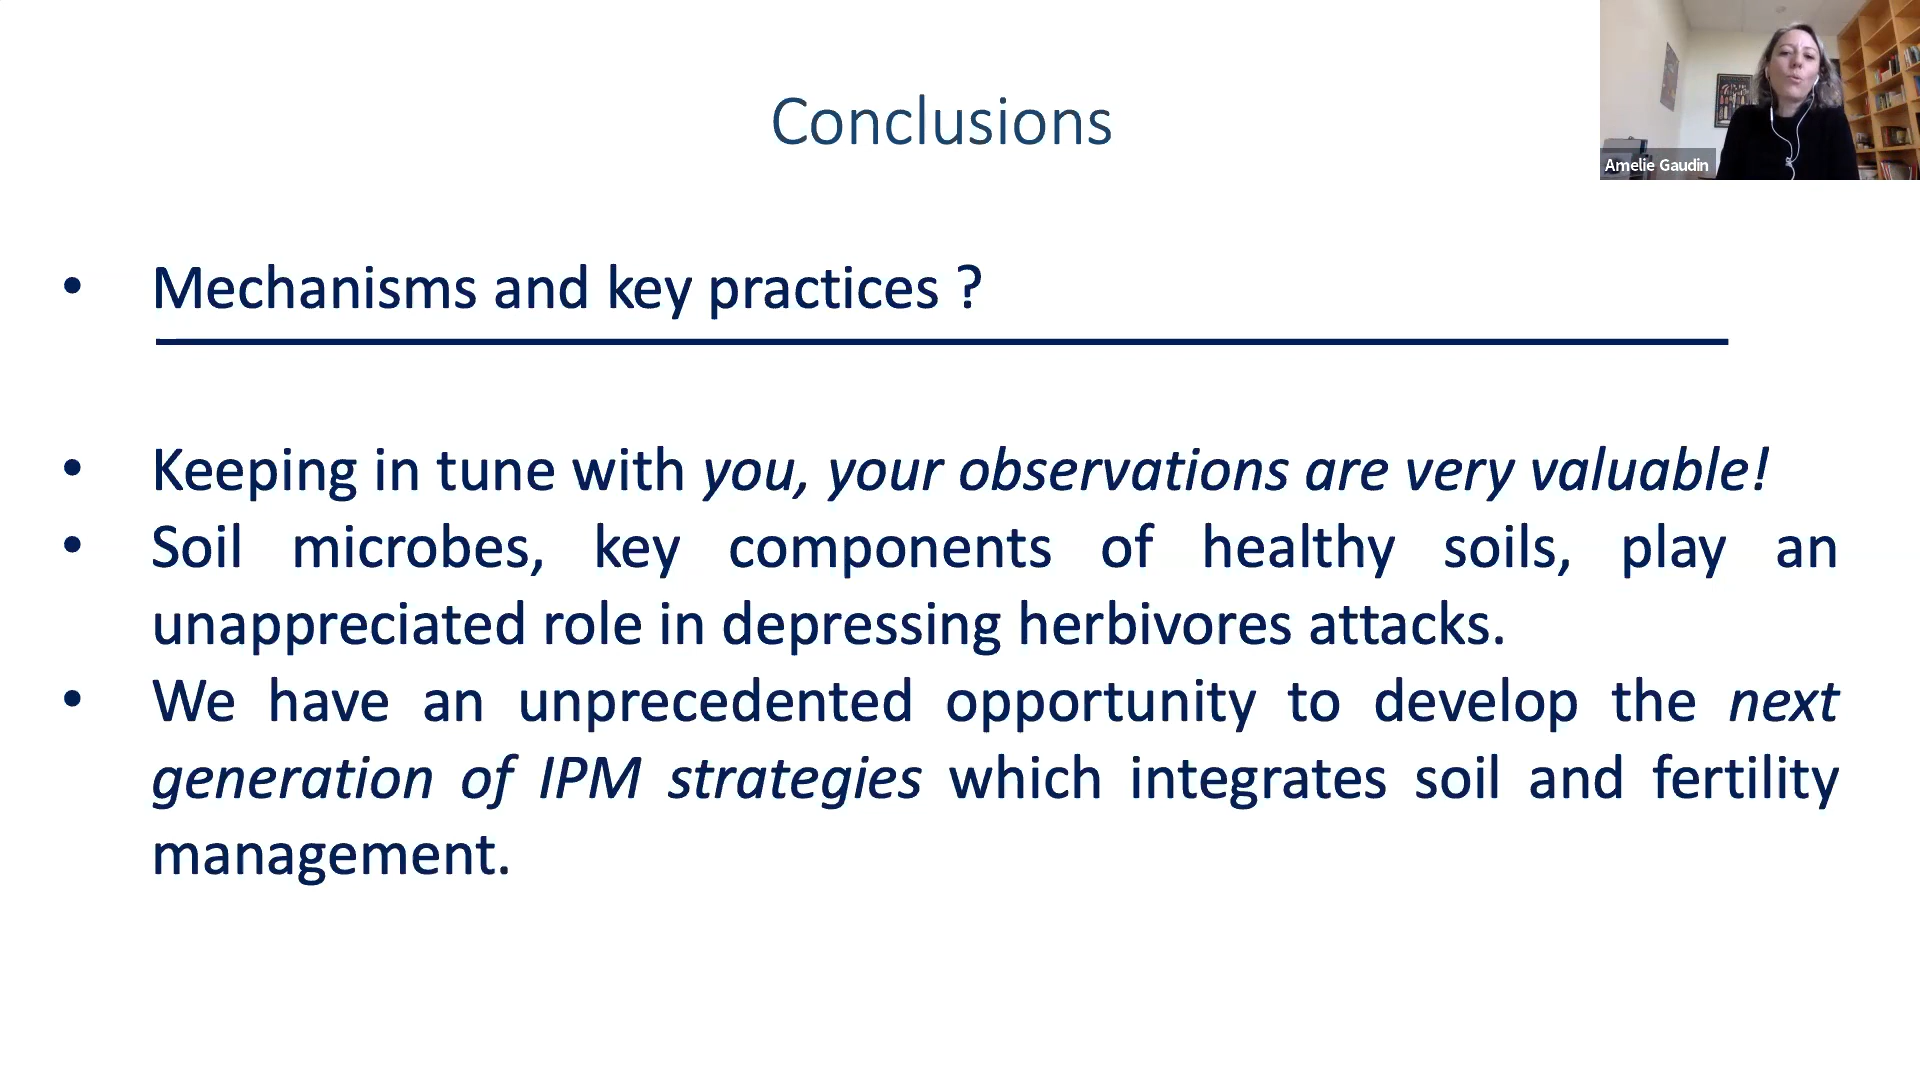 Conclusions
Amelie Gaudin
• Mechanisms and key practices ?
• Keeping in tune with you, your observations are very valuable!
• Soil microbes, key components of healthy soils, play an
unappreciated role in depressing herbivores attacks.
• We have an unprecedented opportunity to develop the next
generation of IPM strategies which integrates soil and fertility
management.